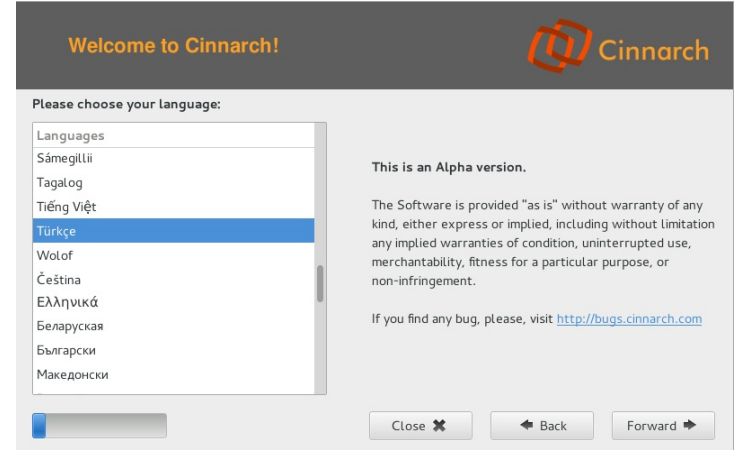 Welcome to Cinnarch!
Cinnarch
Please choose your language:
Languages
Sámegillii
Tagalog
Tiếng Việt
Türkçe
Wolof
Čeština
Ελληνικά
Беларуская
Български
Македонски
This is an Alpha version.
The Software is provided "as is" without warranty of any
kind, either express or implied, including without limitation
any implied warranties of condition, uninterrupted use,
merchantability, fitness for a particular purpose, or
non-infringement.
If you find any bug, please, visit http://bugs.cinnarch.com
Close
Back
Forward